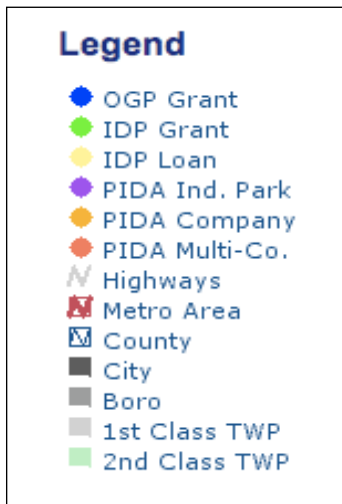 Legend
OGP Grant
IDP Grant
IDP Loan
PIDA Ind. Park
PIDA Company
PIDA Multi-Co.
Highways
Metro Area
County
City
Boro
1st Class TWP
2nd Class TWP